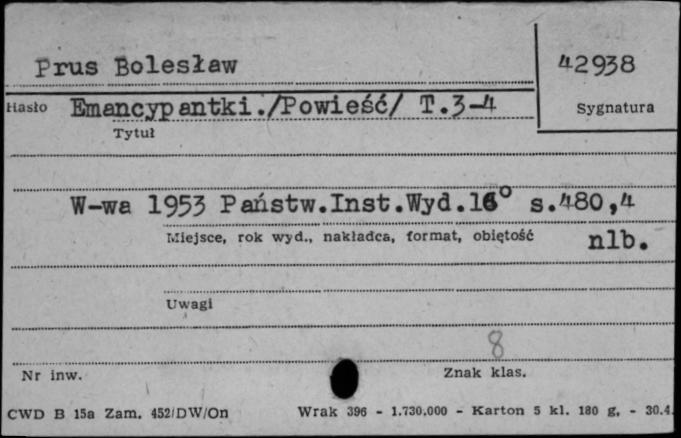 Prus Bolesław
42938
Hasło Emancypantki./Powieść/ T.3-4
Sygnatura
Tytuł
W-wa 1953 Państw.Inst.Wyd.16° s.480,4
Miejsce, rok wyd., nakładca, format, objętość
nlb.
Uwagi
8
Nr inw.
Znak klas.
CWD B 15a Zam. 452/DW/On Wrak 396 - 1.730.000 - Karton 5 kl. 180 g. - 30.4.